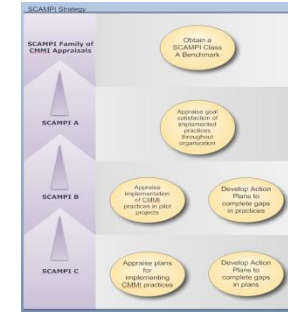 SCAMPI Strategy
SCAMPI Family of
CMMI Appraisals
Obtain a
SCAMPI Class
A Benchmark
SCAMPI A
Appraise goal
satisfaction of
implemented
practices
throughout
organization
SCAMPI B
Appraise
implementation
of CMMI
practices in pilot
projects
Develop Action
Plans to
complete gaps
in practices
SCAMPI C
Appraise plans
for
implementing
CMMI practices
Develop Action
Plans to
complete gaps
in plans